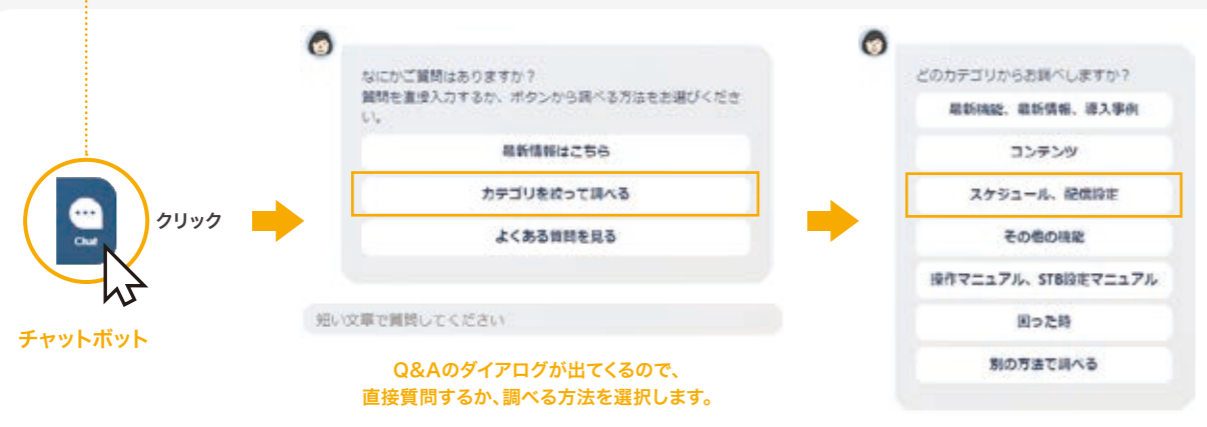 Chat
クリック
チャットボット
なにかご質問はありますか？
質問を直接入力するか、ボタンから調べる方法をお選びくださ
い。
最新情報はこちら
カテゴリを絞って調べる
よくある質問を見る
短い文章で質問してください
Q&Aのダイアログが出てくるので、
直接質問するか、調べる方法を選択します。
どのカテゴリからお調べしますか？
最新機能、最新情報、導入事例
コンテンツ
スケジュール、配信設定
その他の機能
操作マニュアル、STB設定マニュアル
困った時
別の方法で調べる